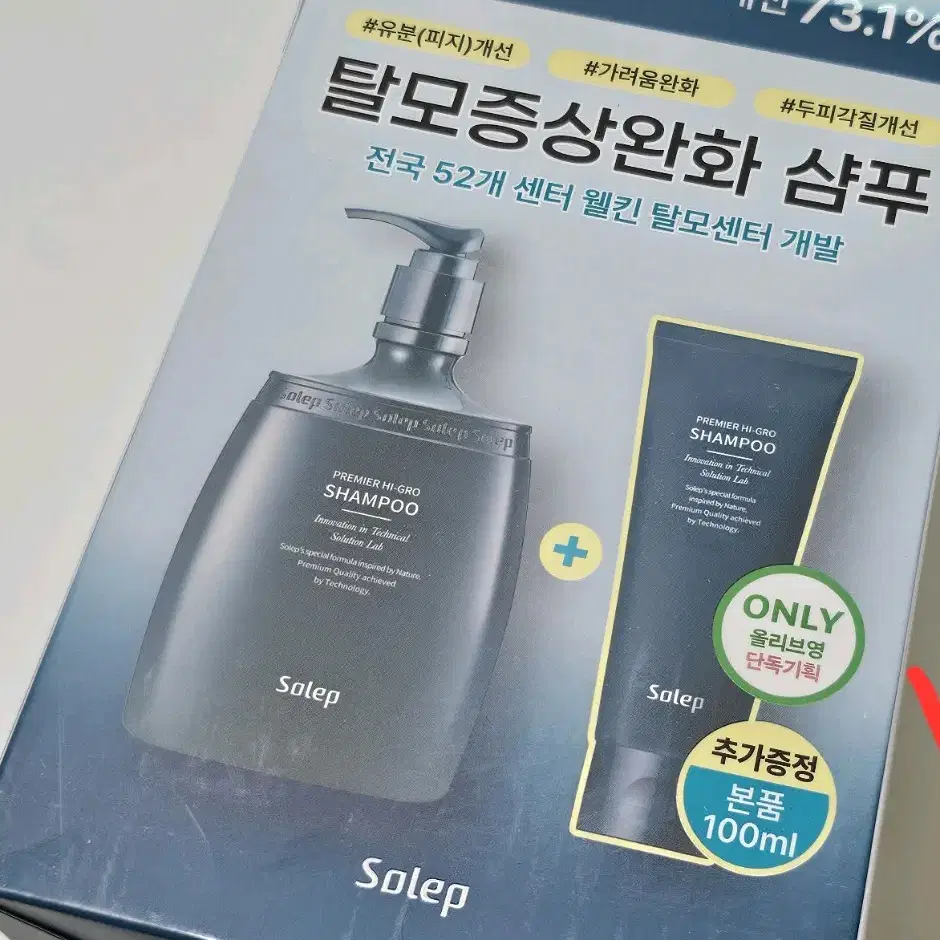 개선 73.1%
#유분(피지)개선
#가려움완화
#두피각질개선
탈모증상완화 샴푸
전국 52개 센터 웰킨 탈모센터 개발
Solep Solep Solep Solep Solep
PREMIER HI-GRO
SHAMPOO
Innovation in Technical
Solution Lab
Solep's special formula inspired by Nature.
Premium Quality achieved
by Technology.
Solep
+
PREMIER HI-GRO
SHAMPOO
Innovation in Technical
Solution Lab
Solep's special formula
inspired by Nature.
Premium Quality achieved
by Technology.
Solep
ONLY
올리브영
단독기획
추가증정
본품
100ml
Solep